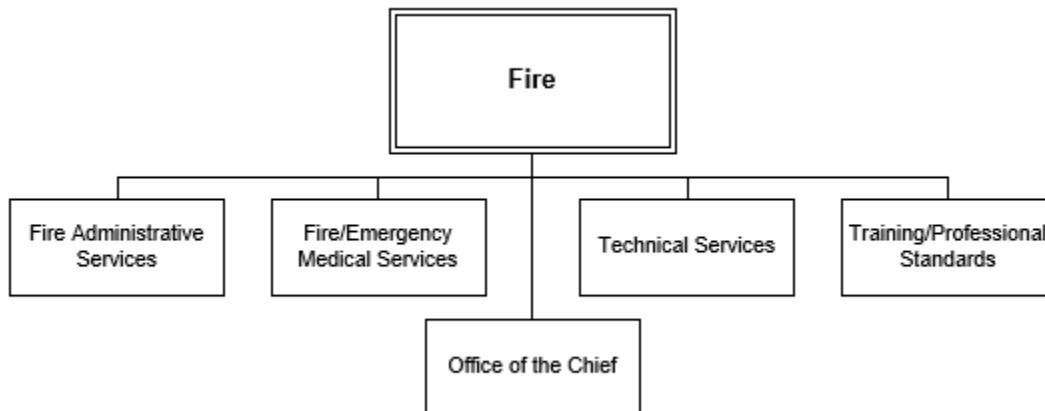 Fire
Fire Administrative
Services
Fire/Emergency
Medical Services
Technical Services
Training/Professional
Standards
Office of the Chief